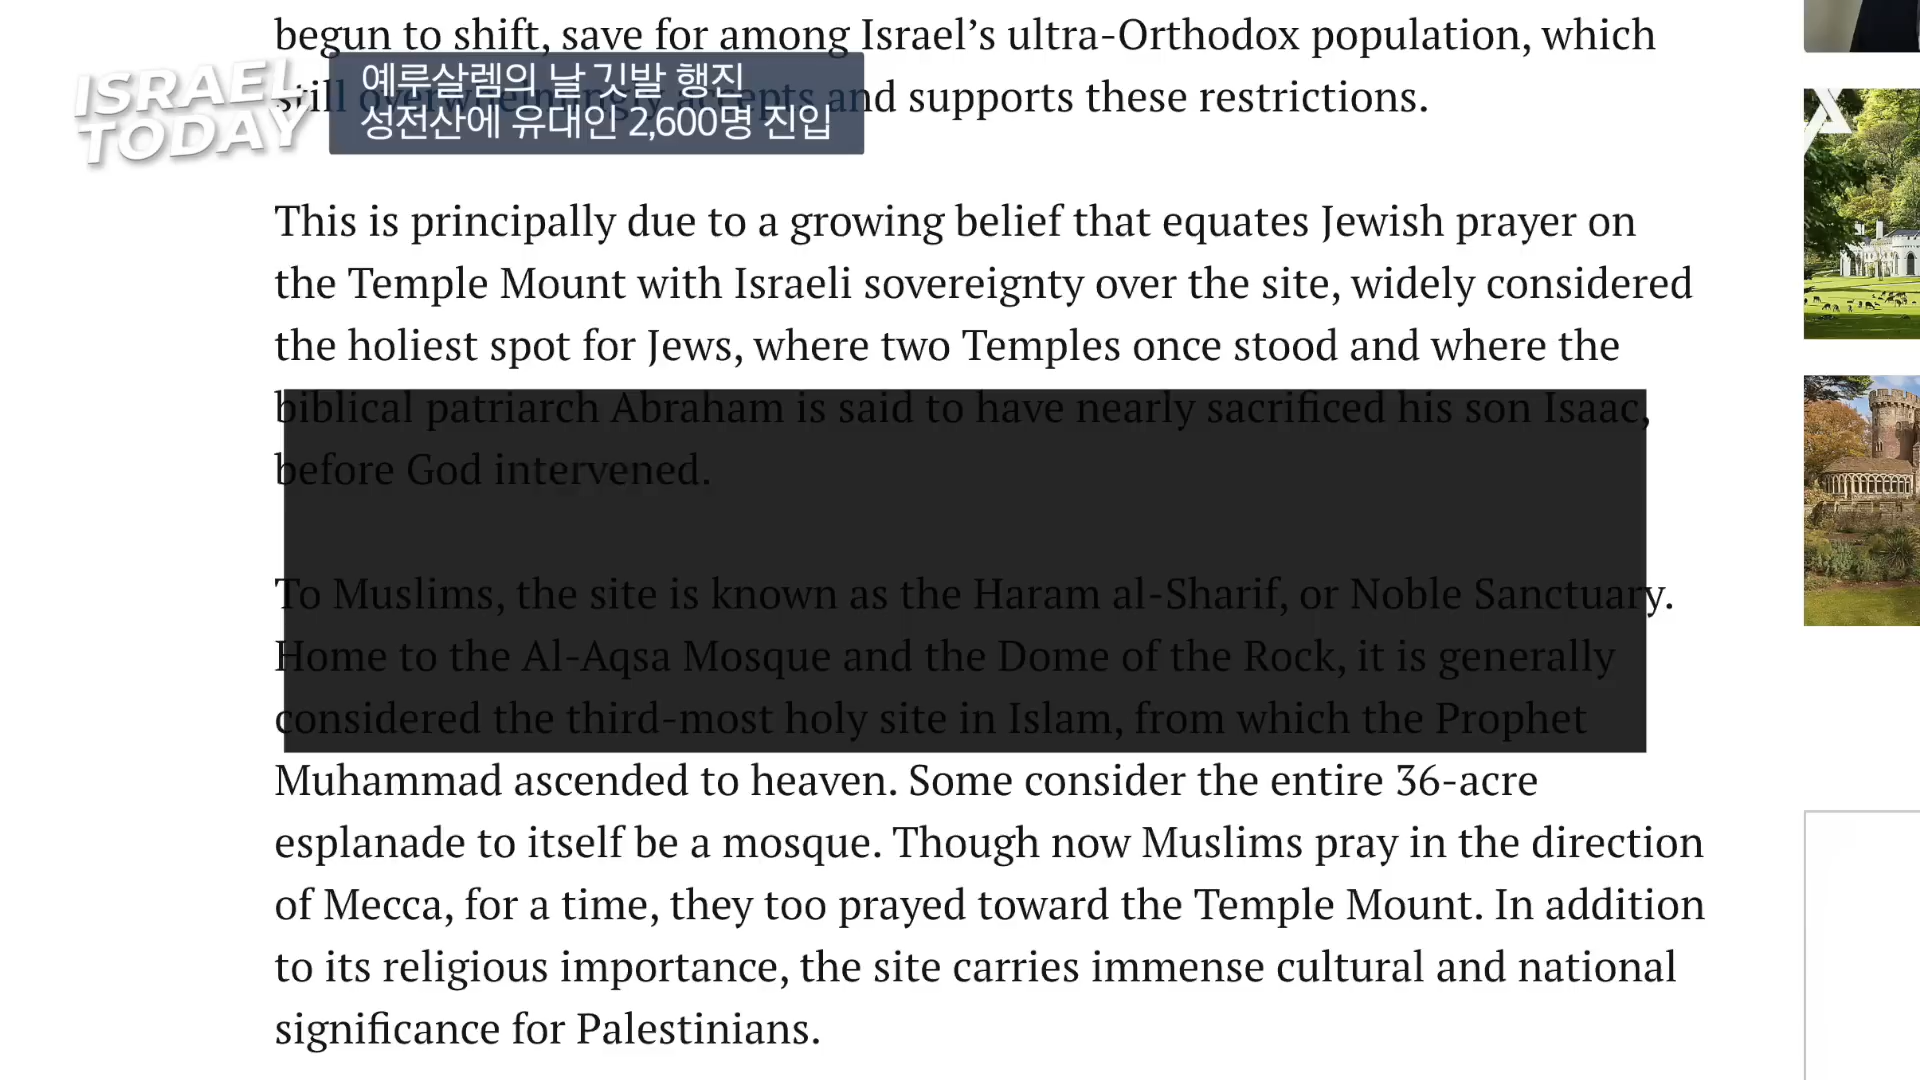 begun to shift, save for among Israel’s ultra-Orthodox population, which
still overwhelmingly accepts and supports these restrictions.
ISRAEL
TODAY
예루살렘의 날 깃발 행진
성전산에 유대인 2,600명 진입
This is principally due to a growing belief that equates Jewish prayer on
the Temple Mount with Israeli sovereignty over the site, widely considered
the holiest spot for Jews, where two Temples once stood and where the
biblical patriarch Abraham is said to have nearly sacrificed his son Isaac,
before God intervened.
To Muslims, the site is known as the Haram al-Sharif, or Noble Sanctuary.
Home to the Al-Aqsa Mosque and the Dome of the Rock, it is generally
considered the third-most holy site in Islam, from which the Prophet
Muhammad ascended to heaven. Some consider the entire 36-acre
esplanade to itself be a mosque. Though now Muslims pray in the direction
of Mecca, for a time, they too prayed toward the Temple Mount. In addition
to its religious importance, the site carries immense cultural and national
significance for Palestinians.